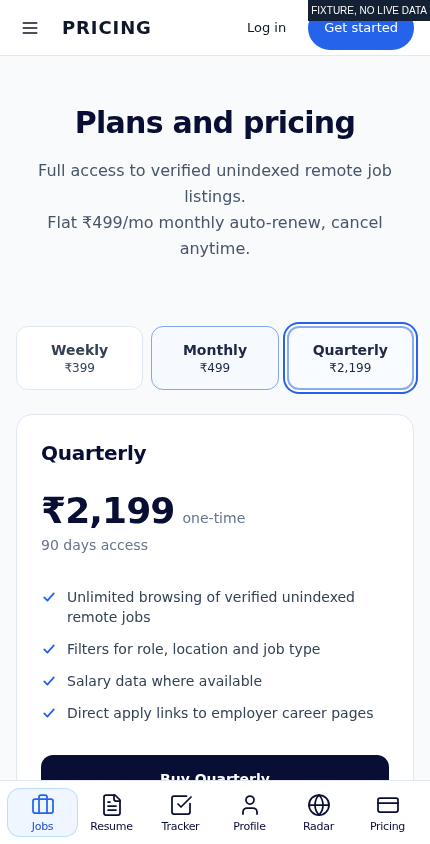 FIXTURE, NO LIVE DATA
PRICING
Log in
Get started
Plans and pricing
Full access to verified unindexed remote job
listings.
Flat ₹499/mo monthly auto-renew, cancel
anytime.
Weekly
₹399
Monthly
₹499
Quarterly
₹2,199
Quarterly
₹2,199 one-time
90 days access
Unlimited browsing of verified unindexed
remote jobs
Filters for role, location and job type
Salary data where available
Direct apply links to employer career pages
Buy Quarterly
Jobs
Resume
Tracker
Profile
Radar
Pricing